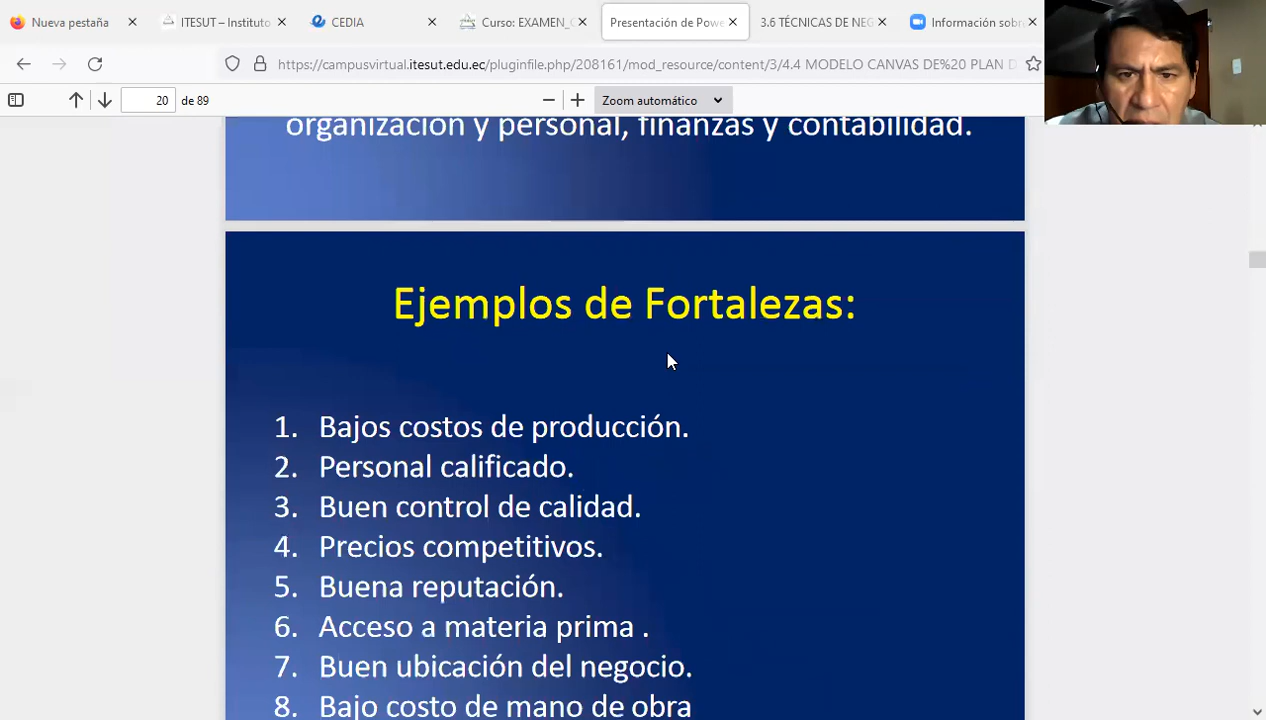 Nueva pestaña
ITESUT – Instituto
CEDIA
Curso: EXAMEN_C
Presentación de Powe
3.6 TÉCNICAS DE NEG
Información sobr
https://campusvirtual.itesut.edu.ec/pluginfile.php/208161/mod_resource/content/3/4.4 MODELO CANVAS DE%20 PLAN D
20 de 89
Zoom automático
organización y personal, finanzas y contabilidad.
Ejemplos de Fortalezas:
1. Bajos costos de producción.
2. Personal calificado.
3. Buen control de calidad.
4. Precios competitivos.
5. Buena reputación.
6. Acceso a materia prima .
7. Buen ubicación del negocio.
8. Bajo costo de mano de obra